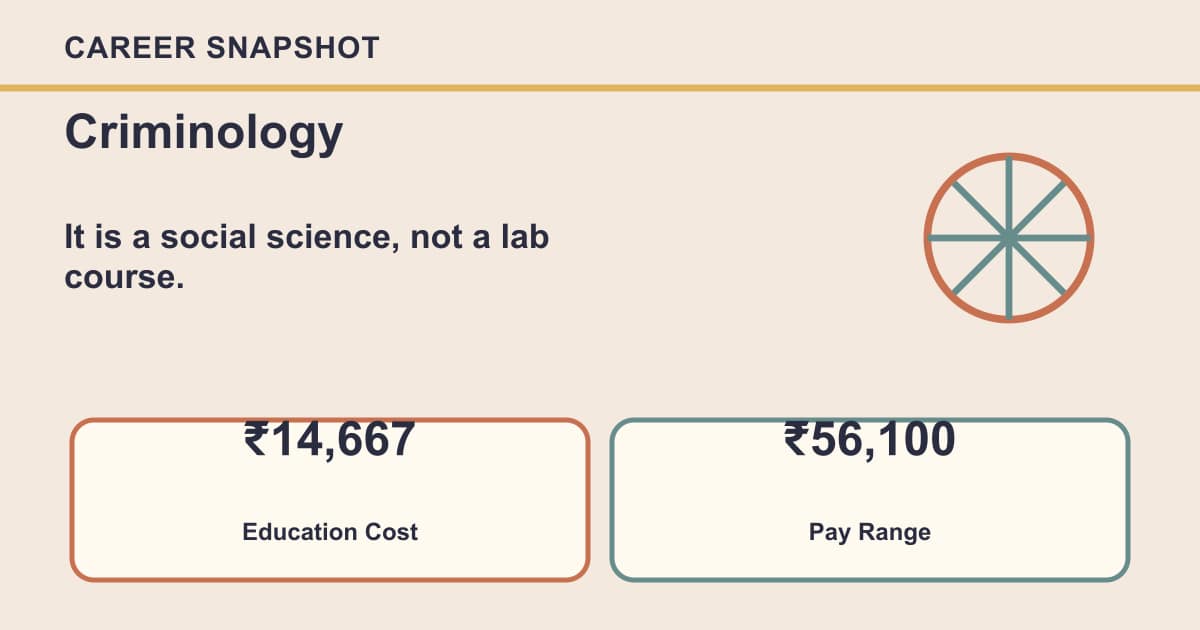 CAREER SNAPSHOT
Criminology
It is a social science, not a lab
course.
₹14,667
Education Cost
₹56,100
Pay Range